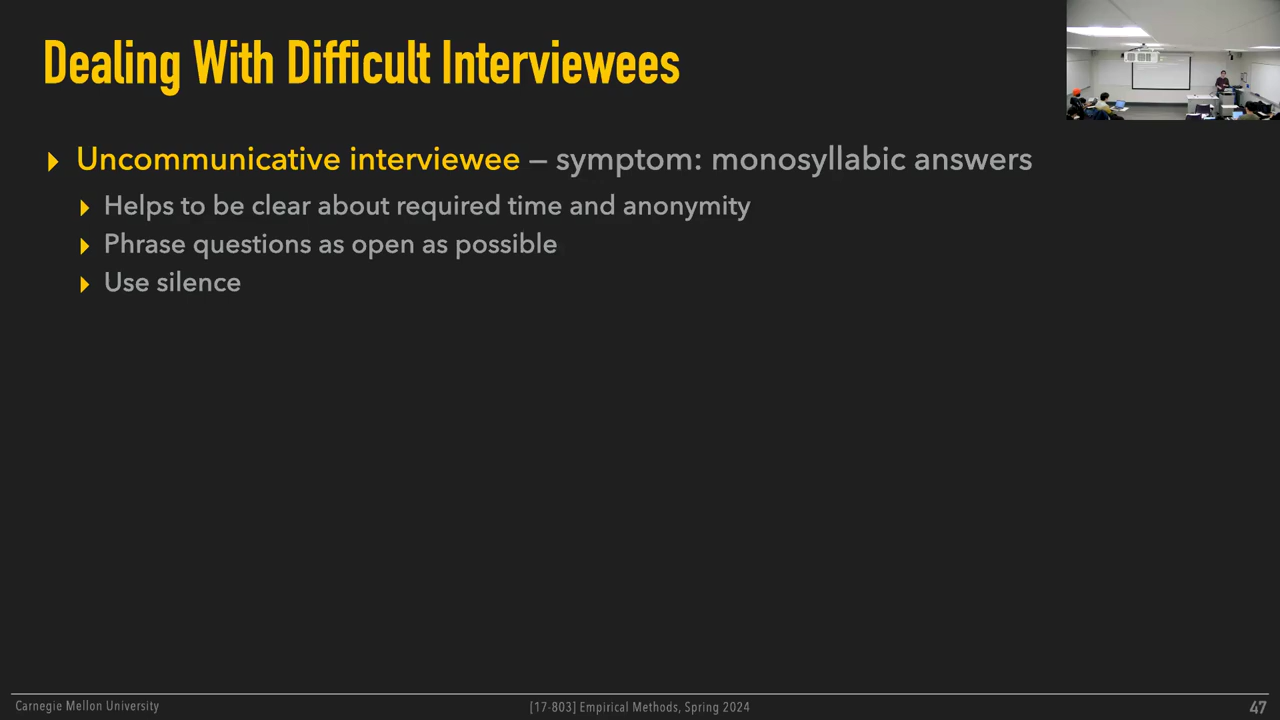 Dealing With Difficult Interviewees
Uncommunicative interviewee – symptom: monosyllabic answers
Helps to be clear about required time and anonymity
Phrase questions as open as possible
Use silence
Carnegie Mellon University
[17-803] Empirical Methods, Spring 2024
47